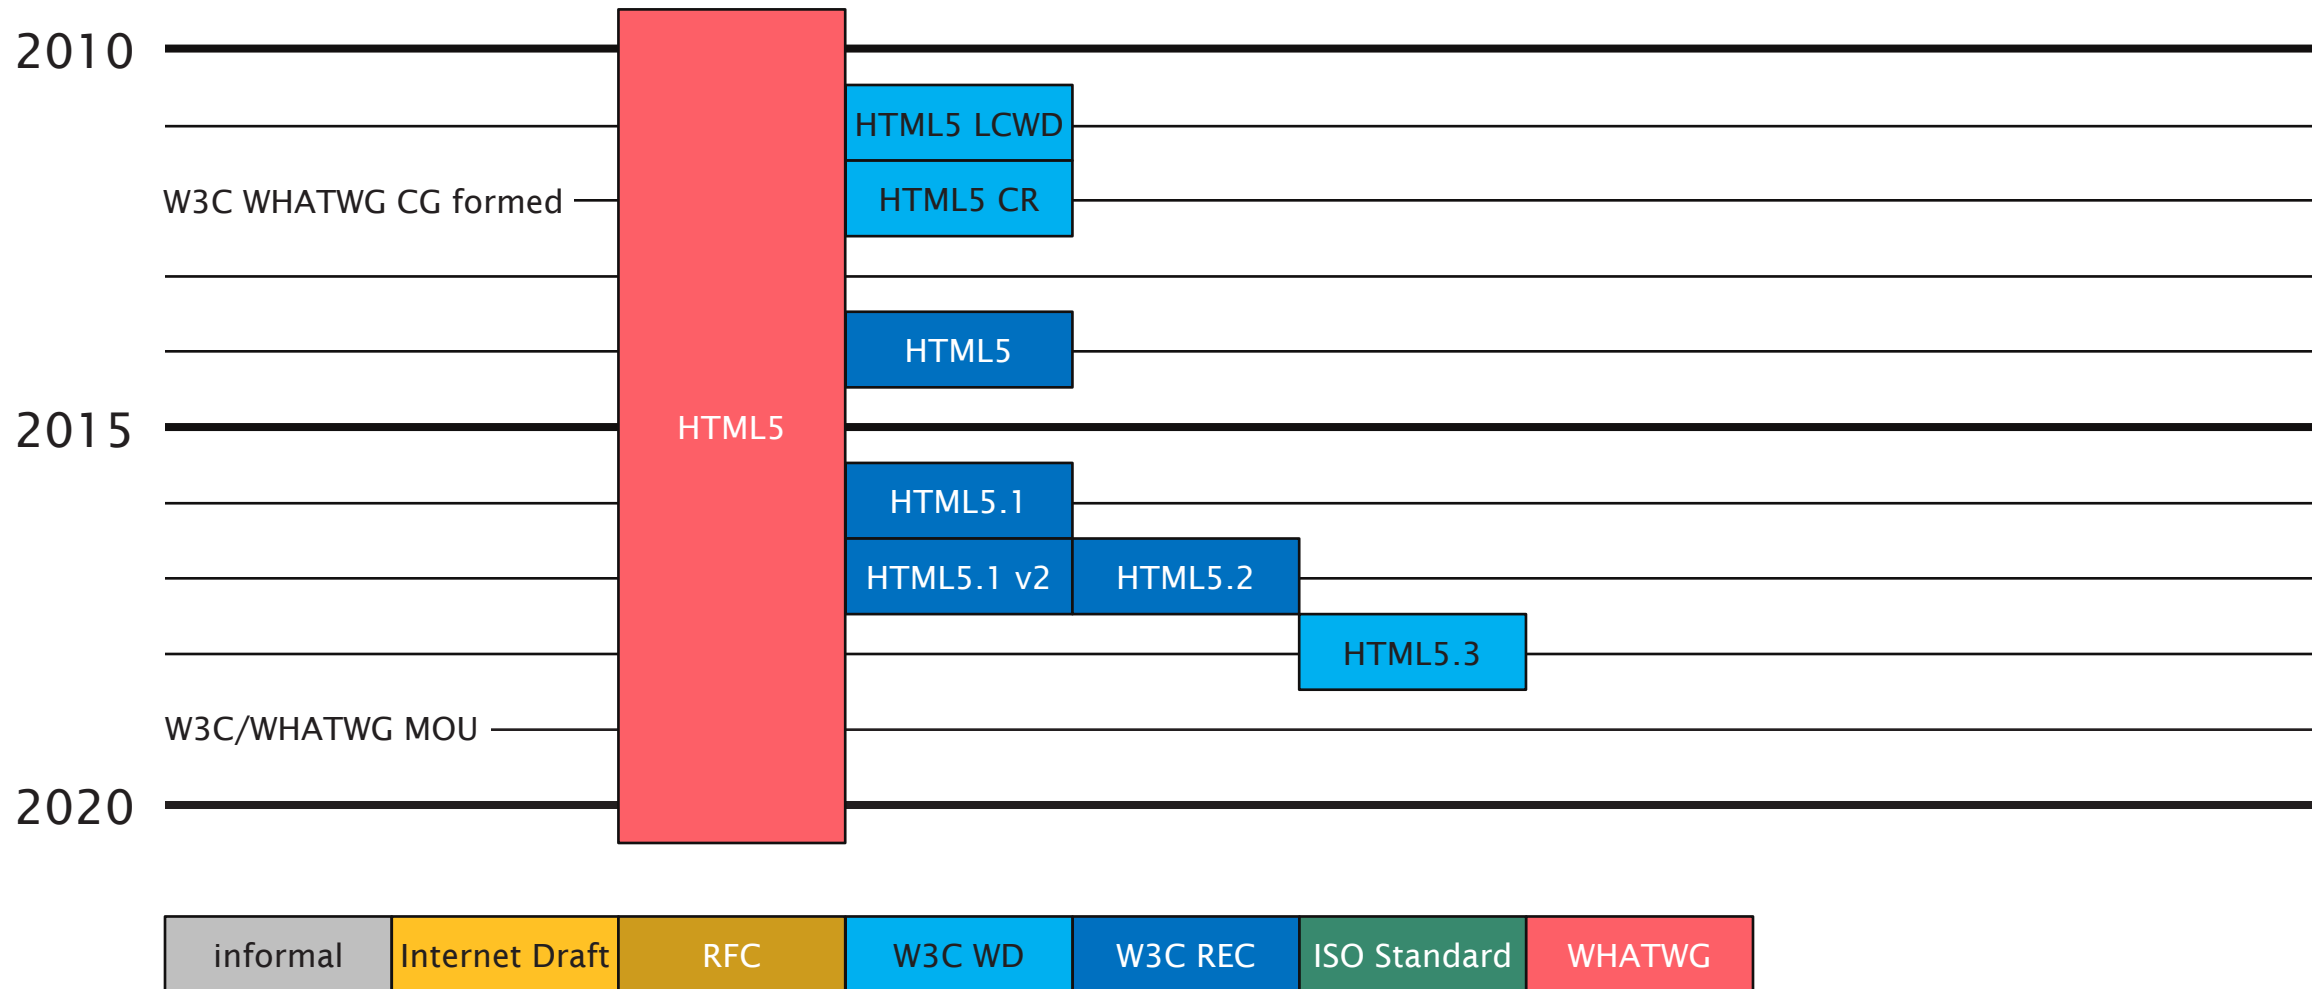 2010
HTML5 LCWD
W3C WHATWG CG formed
HTML5 CR
HTML5
2015
HTML5
HTML5.1
HTML5.1 v2
HTML5.2
HTML5.3
W3C/WHATWG MOU
2020
informal
Internet Draft
RFC
W3C WD
W3C REC
ISO Standard
WHATWG